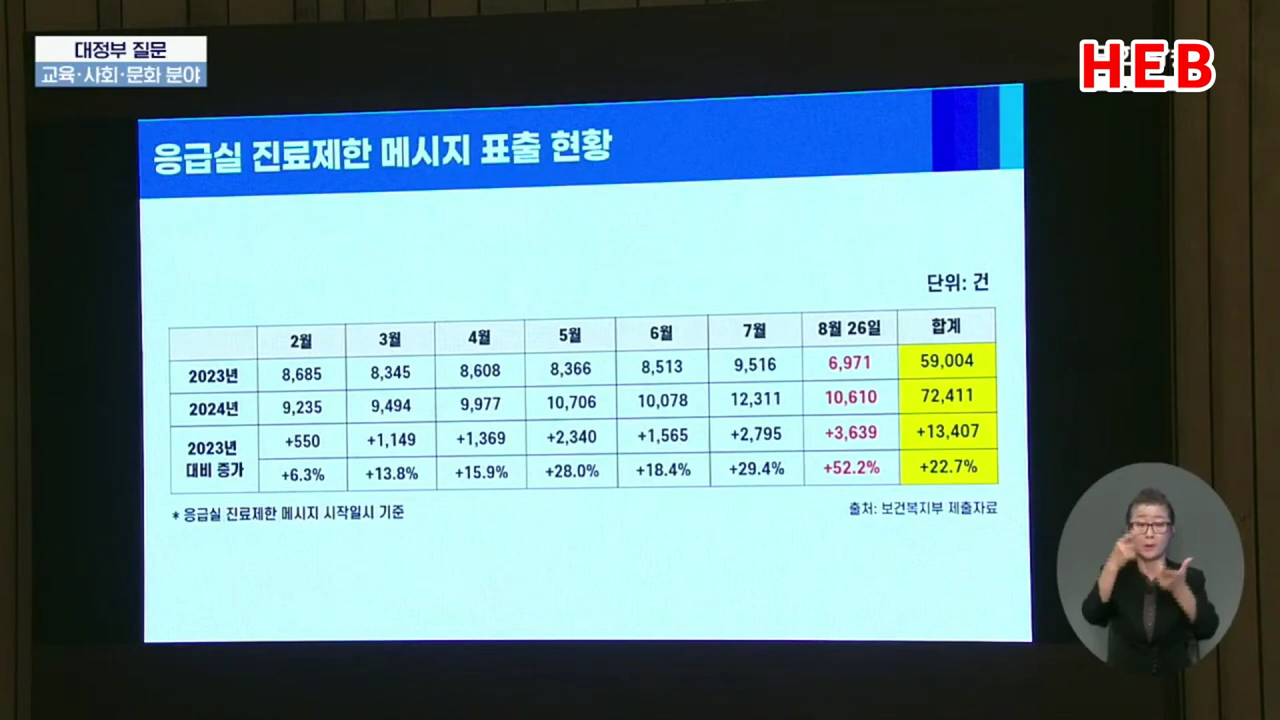 대정부 질문
교육·사회·문화 분야
HEB
응급실 진료제한 메시지 표출 현황
단위: 건
2월 3월 4월 5월 6월 7월 8월 26일 합계
2023년 8,685 8,345 8,608 8,366 8,513 9,516 6,971 59,004
2024년 9,235 9,494 9,977 10,706 10,078 12,311 10,610 72,411
2023년 대비 증가 +550 +1,149 +1,369 +2,340 +1,565 +2,795 +3,639 +13,407
+6.3% +13.8% +15.9% +28.0% +18.4% +29.4% +52.2% +22.7%
* 응급실 진료제한 메시지 시작일시 기준
출처: 보건복지부 제출자료